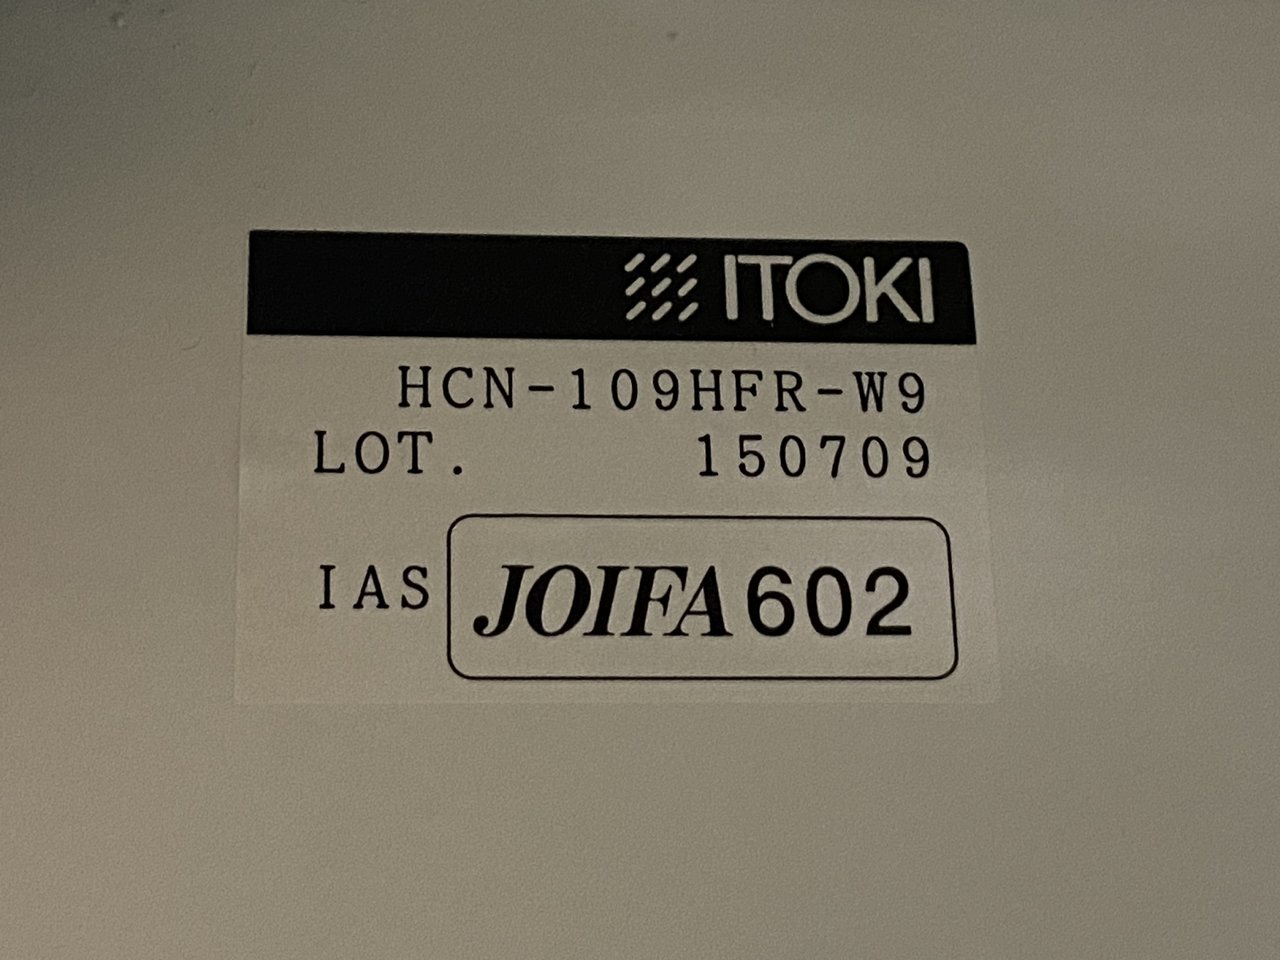 ITOKI
HCN-109HFR-W9
LOT. 150709
IAS JOIFA602